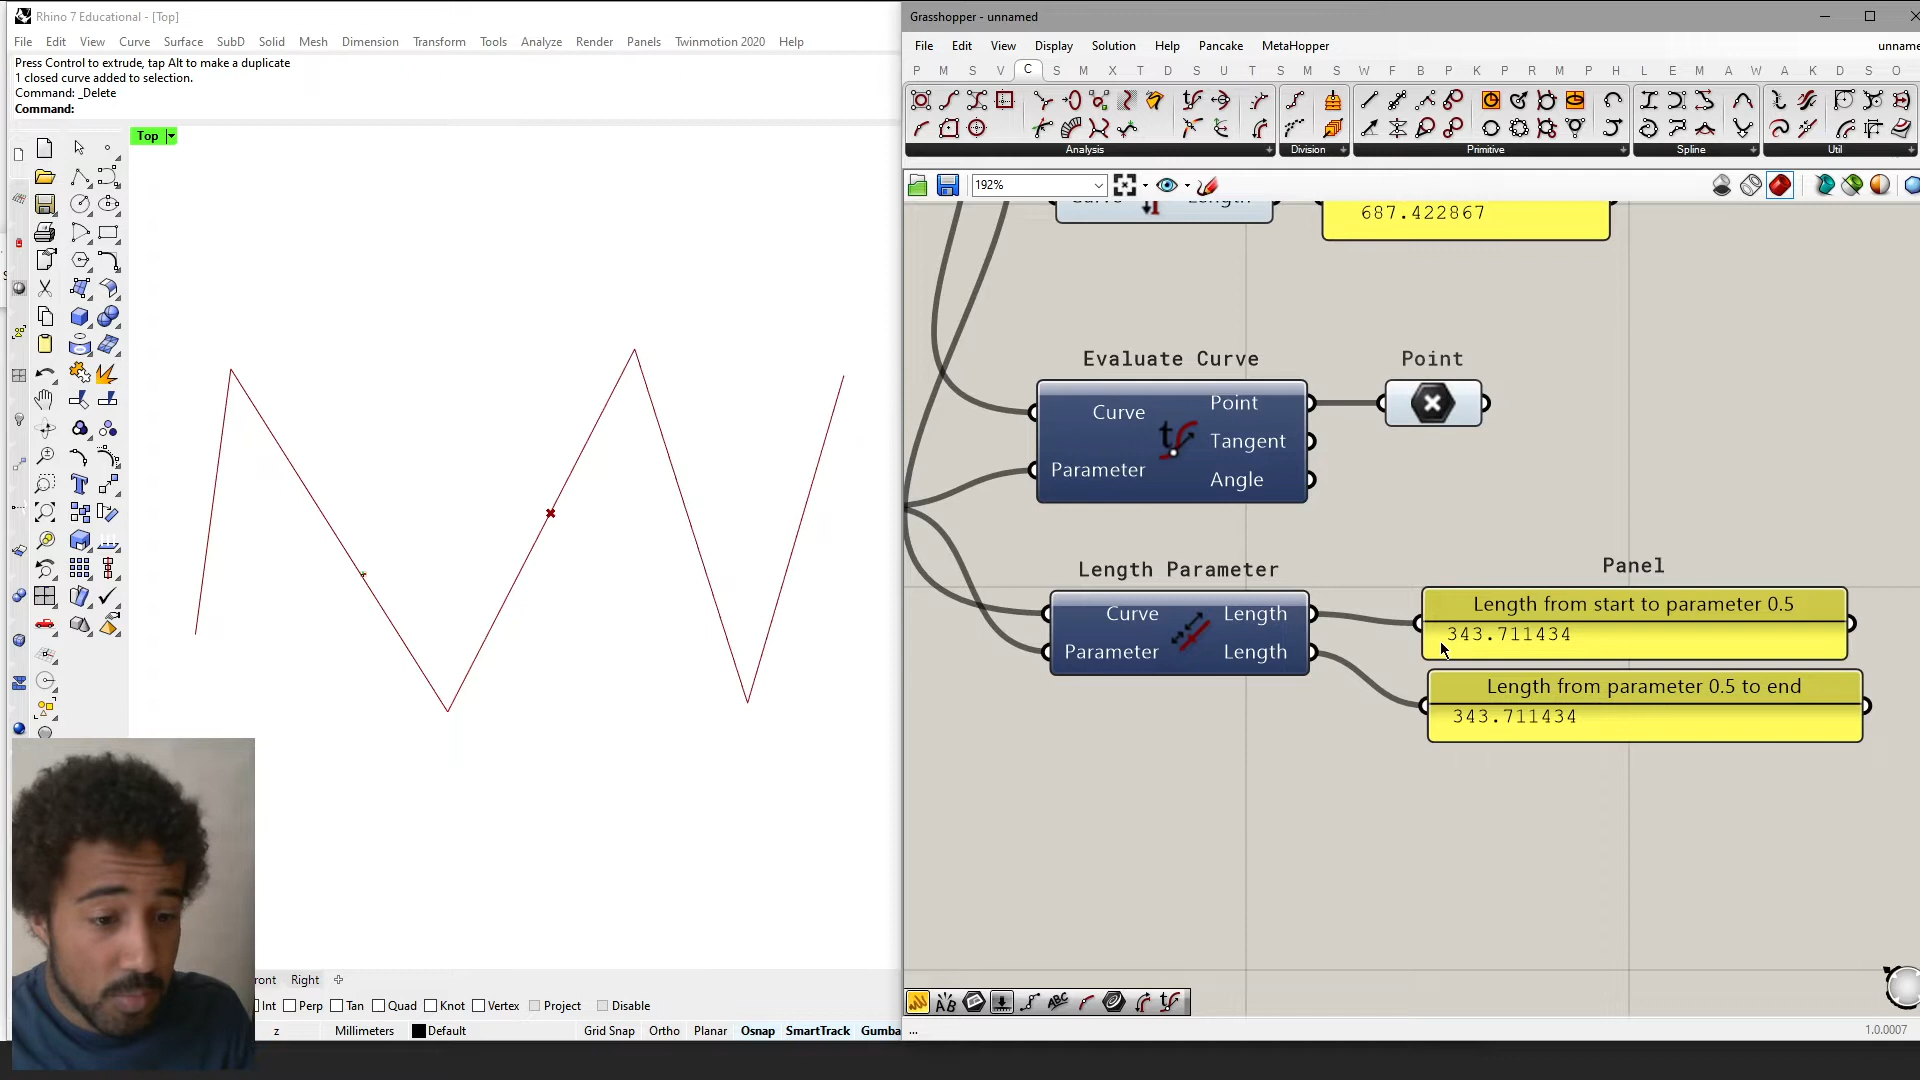 Rhino 7 Educational - [Top]
File Edit View Curve Surface SubD Solid Mesh Dimension Transform Tools Analyze Render Panels Twinmotion 2020 Help
Press Control to extrude, tap Alt to make a duplicate
1 closed curve added to selection.
Command: _Delete
Command:
Top
Int Perp Tan Quad Knot Vertex Project Disable
Right
z Millimeters Default Grid Snap Ortho Planar Osnap SmartTrack Gumba
Grasshopper - unnamed
File Edit View Display Solution Help Pancake MetaHopper unname
P M S V C S M X T D S U T S M S W F B P M P R M P H L E M A W A K D S O
Analysis Division Primitive Spline Util
192%
687.422867
Evaluate Curve
Point
Curve
Parameter
Point
Tangent
Angle
Length Parameter
Curve Length
Parameter Length
Panel
Length from start to parameter 0.5
343.711434
Length from parameter 0.5 to end
343.711434
...
1.0.0007